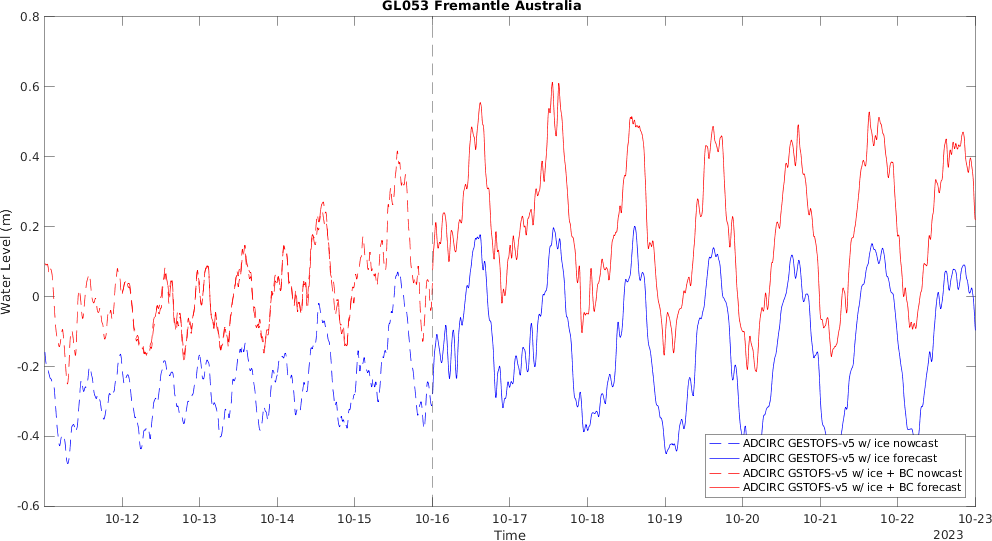 GL053 Fremantle Australia
0.8
0.6
0.4
0.2
0
-0.2
-0.4
-0.6
Water Level (m)
10-12 10-13 10-14 10-15 10-16 10-17 10-18 10-19 10-20 10-21 10-22 10-23
Time
2023
ADCIRC GESTOFS-v5 w/ ice nowcast
ADCIRC GESTOFS-v5 w/ ice forecast
ADCIRC GSTOFS-v5 w/ ice + BC nowcast
ADCIRC GSTOFS-v5 w/ ice + BC forecast